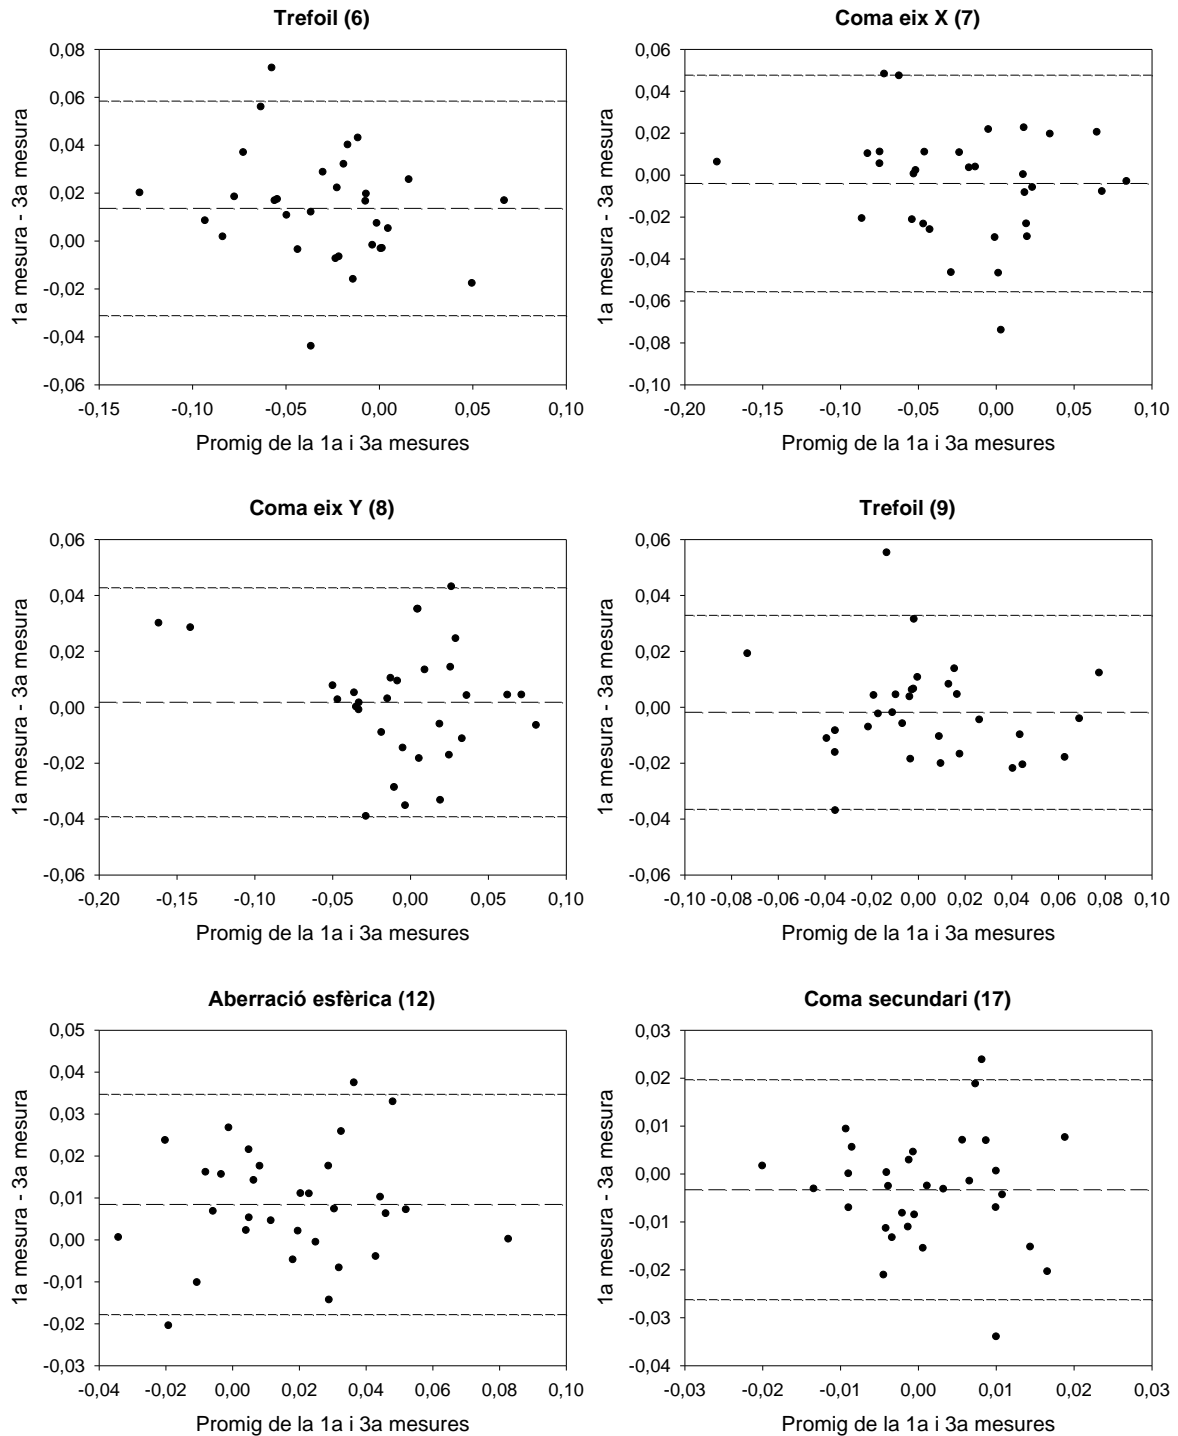 Trefoil (6)
0,08
0,06
0,04
0,02
0,00
-0,02
-0,04
-0,06
1a mesura - 3a mesura
-0,15 -0,10 -0,05 0,00 0,05 0,10
Promig de la 1a i 3a mesures
Coma eix X (7)
0,06
0,04
0,02
0,00
-0,02
-0,04
-0,06
-0,08
-0,10
1a mesura - 3a mesura
-0,20 -0,10 -0,05 0,00 0,05 0,10
Promig de la 1a i 3a mesures
Coma eix Y (8)
0,06
0,04
0,02
0,00
-0,02
-0,04
-0,06
1a mesura - 3a mesura
-0,20 -0,15 -0,10 -0,05 0,00 0,05 0,10
Promig de la 1a i 3a mesures
Trefoil (9)
0,06
0,04
0,02
0,00
-0,02
-0,04
-0,06
1a mesura - 3a mesura
-0,10 -0,08 -0,06 -0,04 -0,02 0,00 0,02 0,04 0,06 0,08 0,10
Promig de la 1a i 3a mesures
Aberració esfèrica (12)
0,05
0,04
0,03
0,02
0,01
0,00
-0,01
-0,02
-0,03
1a mesura - 3a mesura
-0,04 -0,02 0,00 0,02 0,04 0,06 0,08 0,10
Promig de la 1a i 3a mesures
Coma secundari (17)
0,03
0,02
0,01
0,00
-0,01
-0,02
-0,03
-0,04
1a mesura - 3a mesura
-0,03 -0,02 -0,01 0,00 0,01 0,02 0,03
Promig de la 1a i 3a mesures